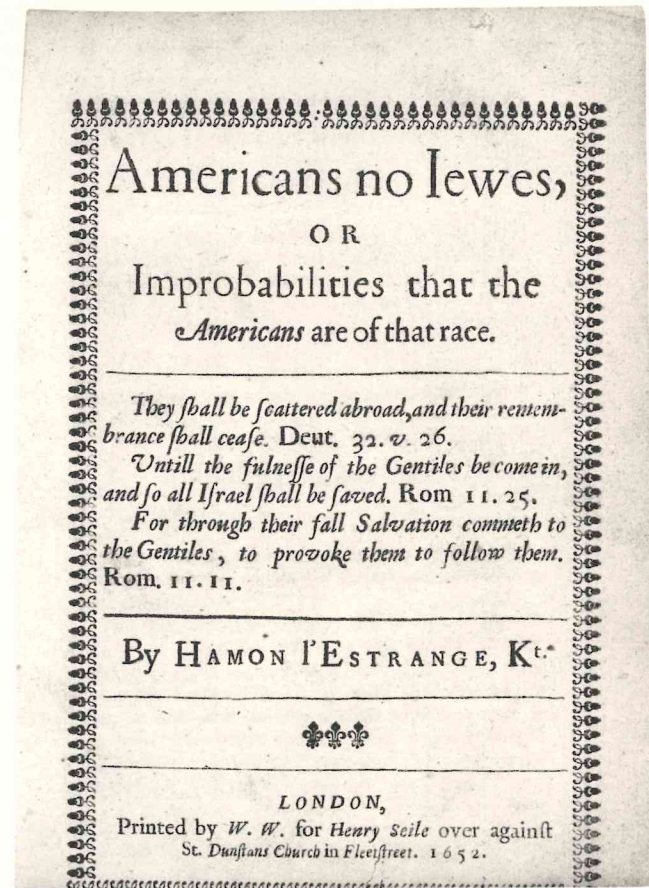 Americans no Iewes,
OR
Improbabilities that the
Americans are of that race.
They ſhall be ſcattered abroad,and their remem-
brance ſhall ceaſe. Deut. 32. v. 26.
Untill the fulneſſe of the Gentiles be come in,
and ſo all Iſrael ſhall be ſaved. Rom 11.25.
For through their fall Salvation commeth to
the Gentiles, to provoke them to follow them.
Rom. 11.11.
By HAMON l'ESTRANGE, Kt.
LONDON,
Printed by W. W. for Henry Seile over againſt
St. Dunſtans Church in Fleetſtreet. 1652.